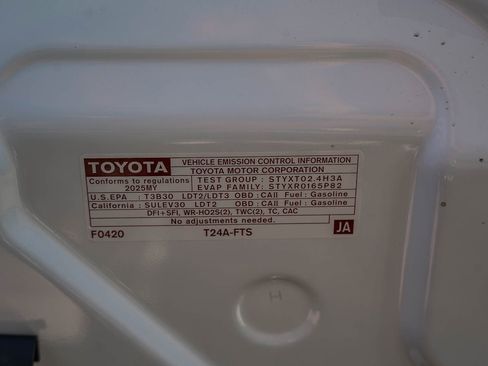 TOYOTA
VEHICLE EMISSION CONTROL INFORMATION
TOYOTA MOTOR CORPORATION
Conforms to regulations
2025MY
TEST GROUP : STYXT02.4H3A
EVAP FAMILY: STYXR0165P82
U.S.EPA : T3B30 LDT2/LDT3 OBD : CAII Fuel : Gasoline
California : SULEV30 LDT2 OBD : CAII Fuel : Gasoline
DFI+SFI, WR-HO2S(2), TWC(2), TC, CAC
No adjustments needed.
F0420 T24A-FTS JA
H